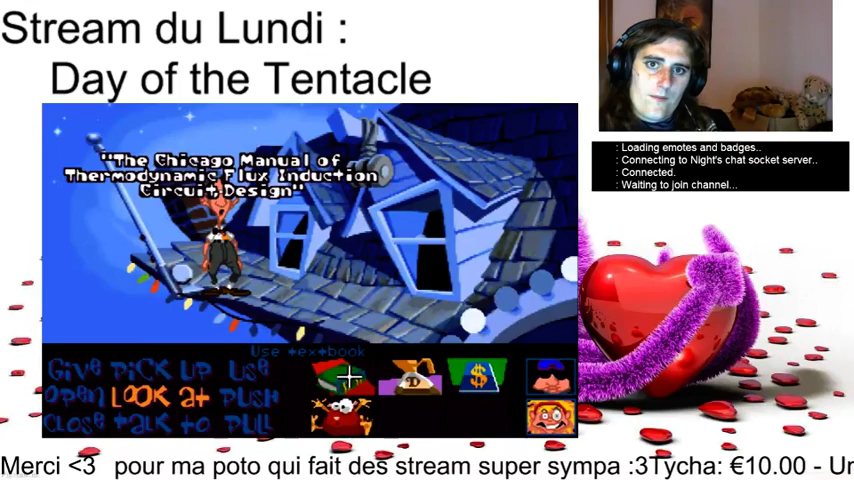 Stream du Lundi :
Day of the Tentacle
"The Chicago Manual of
Thermodynamic Flux Induction
Circuit Design"
: Loading emotes and badges..
: Connecting to Night's chat socket server..
: Connected.
: Waiting to join channel...
Use textbook
Give Pick up Use
Open Look at Push
Close Talk to Pull
D
$
Merci <3 pour ma poto qui fait des stream super sympa :3Tycha: €10.00 - Ur